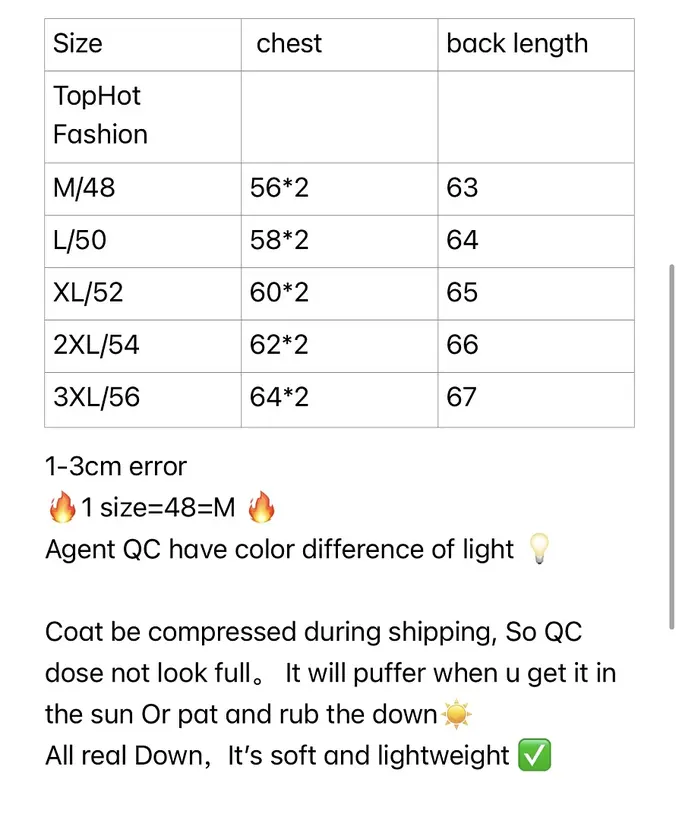 Size chest back length
TopHot
Fashion
M/48 56*2 63
L/50 58*2 64
XL/52 60*2 65
2XL/54 62*2 66
3XL/56 64*2 67
1-3cm error
🔥1 size=48=M 🔥
Agent QC have color difference of light 💡
Coat be compressed during shipping, So QC
dose not look full。 It will puffer when u get it in
the sun Or pat and rub the down☀️
All real Down，It's soft and lightweight ✅